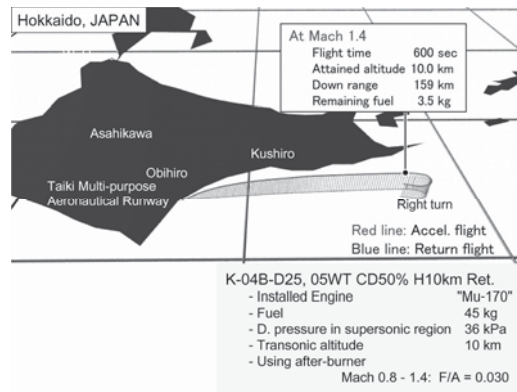 Hokkaido, JAPAN
At Mach 1.4
Flight time 600 sec
Attained altitude 10.0 km
Down range 159 km
Remaining fuel 3.5 kg
Asahikawa
Kushiro
Obihiro
Taiki Multi-purpose
Aeronautical Runway
Right turn
Red line: Accel. flight
Blue line: Return flight
K-04B-D25, 05WT CD50% H10km Ret.
- Installed Engine "Mu-170"
- Fuel 45 kg
- D. pressure in supersonic region 36 kPa
- Transonic altitude 10 km
- Using after-burner
Mach 0.8 - 1.4: F/A = 0.030